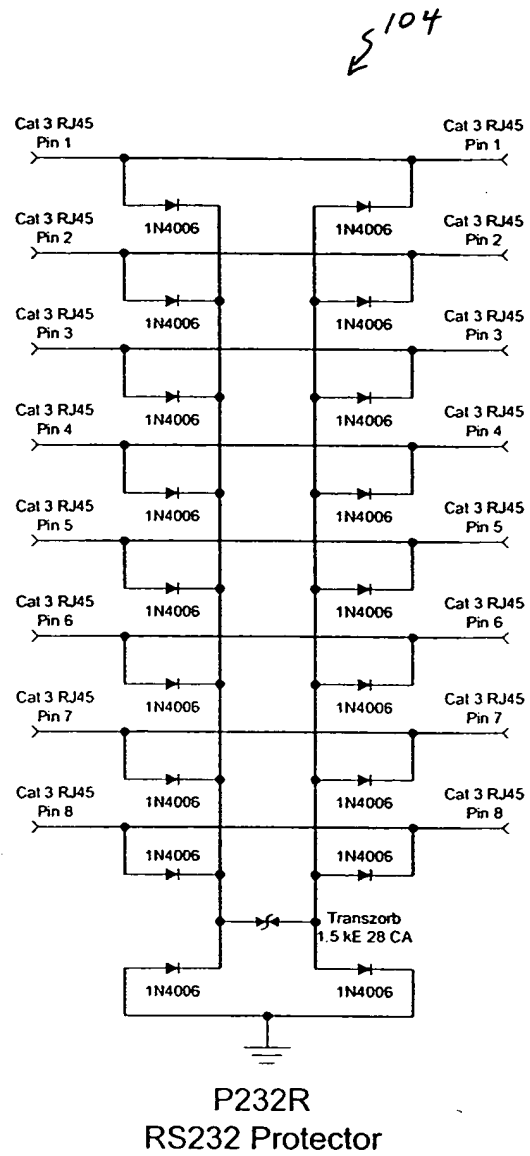 104
Cat 3 RJ45
Pin 1
Cat 3 RJ45
Pin 1
1N4006
1N4006
Cat 3 RJ45
Pin 2
Cat 3 RJ45
Pin 2
1N4006
1N4006
Cat 3 RJ45
Pin 3
Cat 3 RJ45
Pin 3
1N4006
1N4006
Cat 3 RJ45
Pin 4
Cat 3 RJ45
Pin 4
1N4006
1N4006
Cat 3 RJ45
Pin 5
Cat 3 RJ45
Pin 5
1N4006
1N4006
Cat 3 RJ45
Pin 6
Cat 3 RJ45
Pin 6
1N4006
1N4006
Cat 3 RJ45
Pin 7
Cat 3 RJ45
Pin 7
1N4006
1N4006
Cat 3 RJ45
Pin 8
Cat 3 RJ45
Pin 8
1N4006
1N4006
Transzorb
1.5 kE 28 CA
1N4006
1N4006
P232R
RS232 Protector